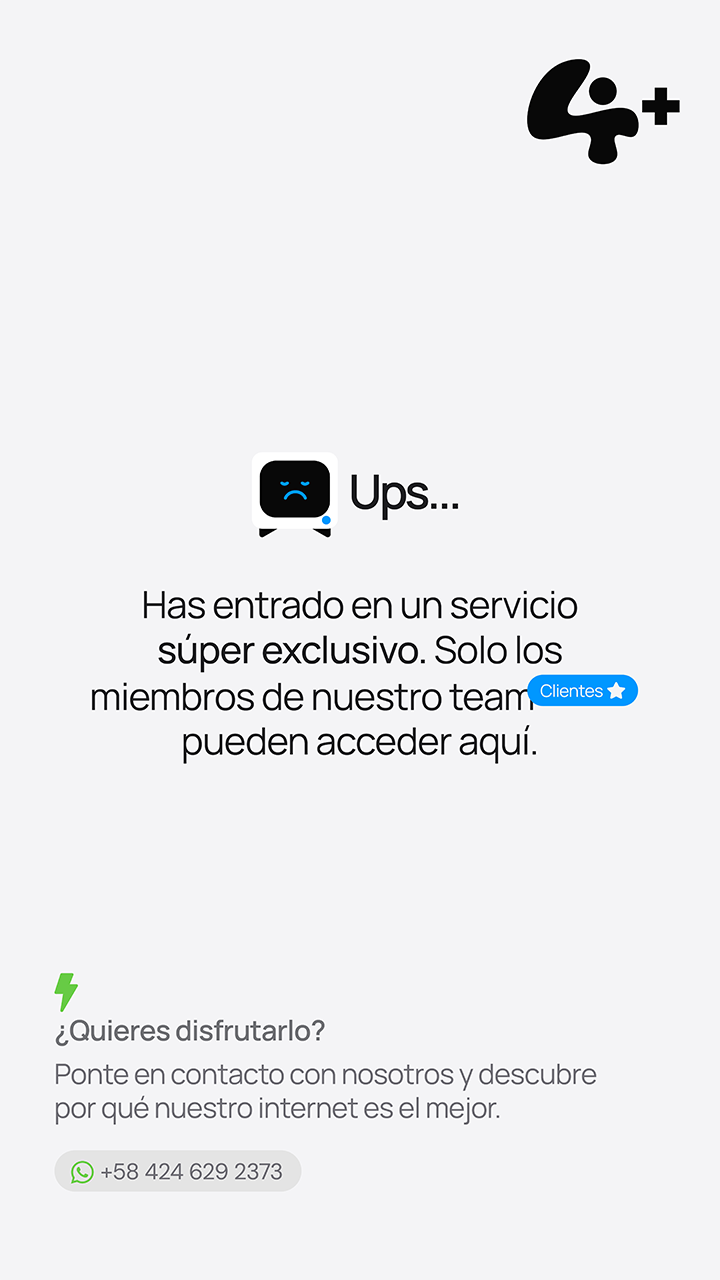 4+
Ups...
Has entrado en un servicio
súper exclusivo. Solo los
miembros de nuestro team Clientes
pueden acceder aquí.
¿Quieres disfrutarlo?
Ponte en contacto con nosotros y descubre
por qué nuestro internet es el mejor.
+58 424 629 2373